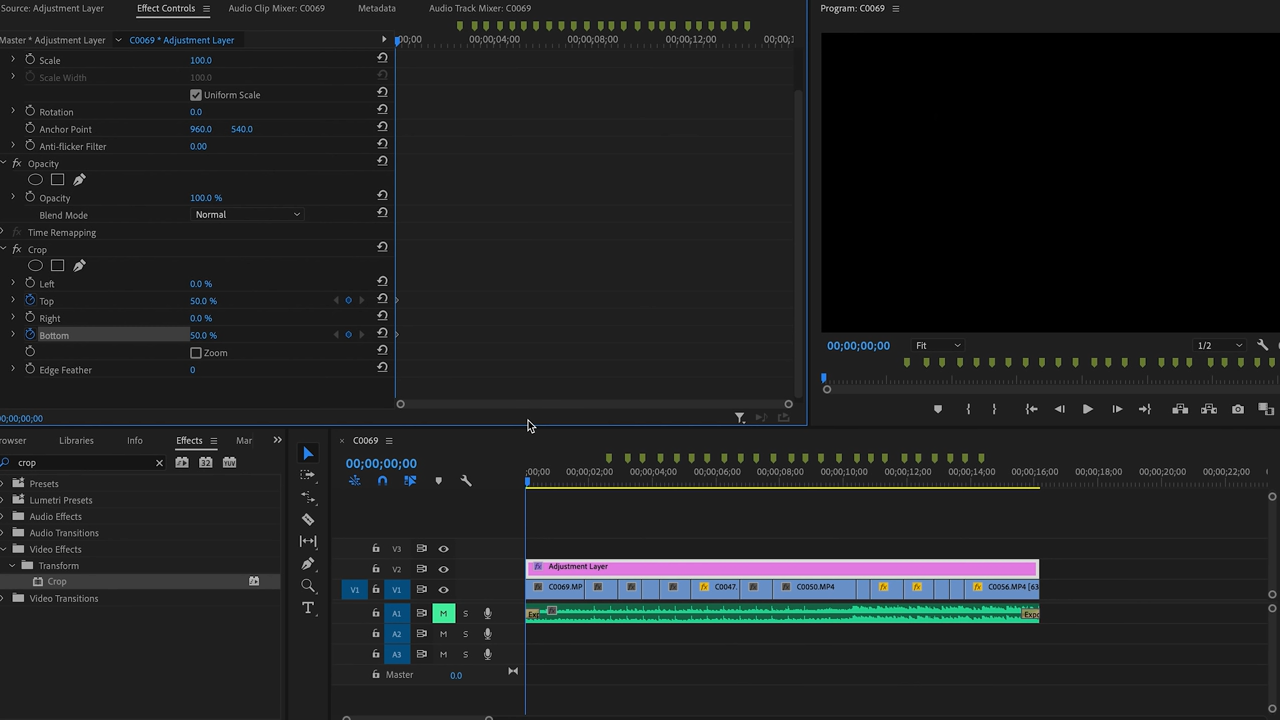 Source: Adjustment Layer Effect Controls Audio Clip Mixer: C0069 Metadata Audio Track Mixer: C0069
Master * Adjustment Layer C0069 * Adjustment Layer 00;00 00;00;04;00 00;00;08;00 00;00;12;00
Scale 100.0
Scale Width 100.0
Uniform Scale
Rotation 0.0
Anchor Point 960.0 540.0
Anti-flicker Filter 0.00
fx Opacity
Opacity 100.0 %
Blend Mode Normal
fx Time Remapping
fx Crop
Left 0.0 %
Top 50.0 %
Right 0.0 %
Bottom 50.0 %
Zoom
Edge Feather 0
0;00;00;00
Program: C0069
00;00;00;00 Fit 1/2
rowser Libraries Info Effects Mar
crop
Presets
Lumetri Presets
Audio Effects
Audio Transitions
Video Effects
Transform
Crop
Video Transitions
C0069
00;00;00;00 ;00;00 00;00;02;00 00;00;04;00 00;00;06;00 00;00;08;00 00;00;10;00 00;00;12;00 00;00;14;00 00;00;16;00 00;00;18;00 00;00;20;00 00;00;22;00
V3
V2 Adjustment Layer
V1 V1 C0069.MP C0047. C0050.MP4 C0056.MP4 [63
A1 M S
A2 M S
A3 M S
Master 0.0